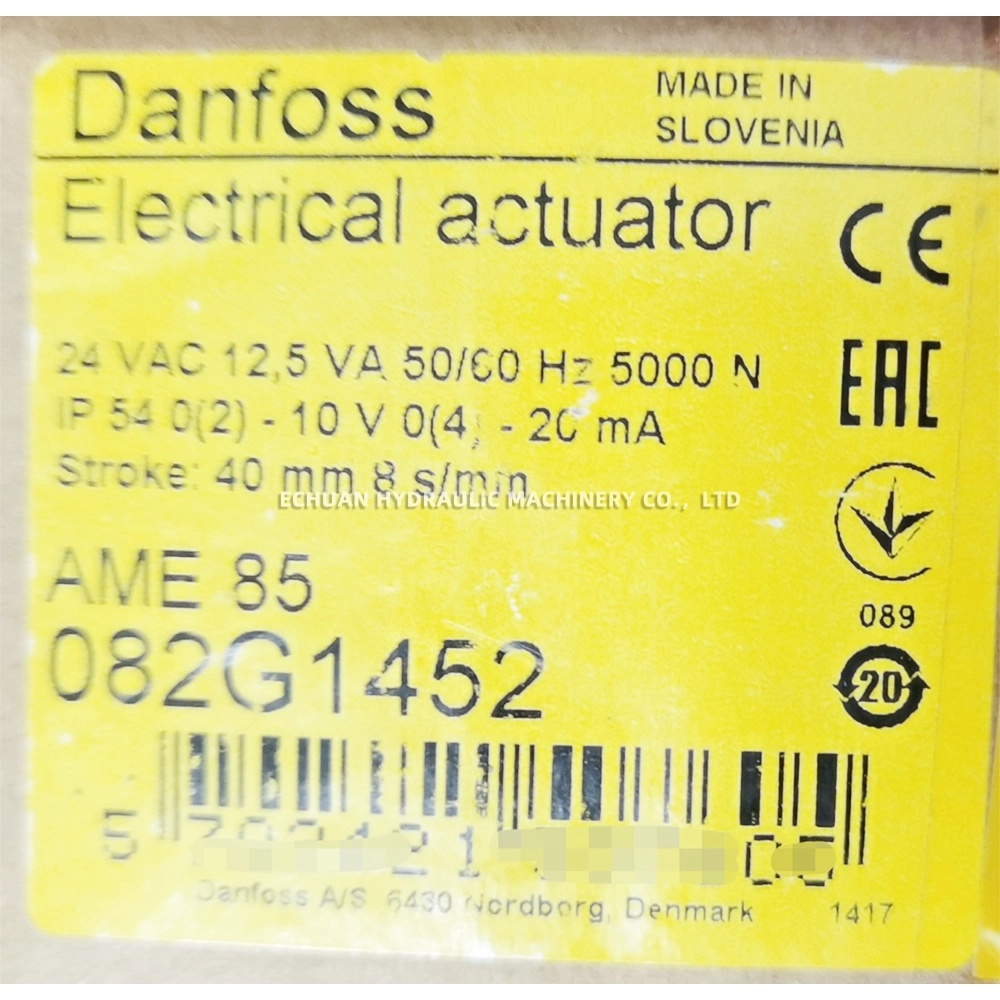 Danfoss
MADE IN
SLOVENIA
Electrical actuator
CE
24 VAC 12,5 VA 50/60 Hz 5000 N
IP 54 0(2) - 10 V 0(4) - 20 mA
Stroke: 40 mm 8 s/mm
ECHUAN HYDRAULIC MACHINERY CO., LTD
EAC
AME 85
089
082G1452
20
5
Danfoss A/S 6430 Nordborg, Denmark
1417